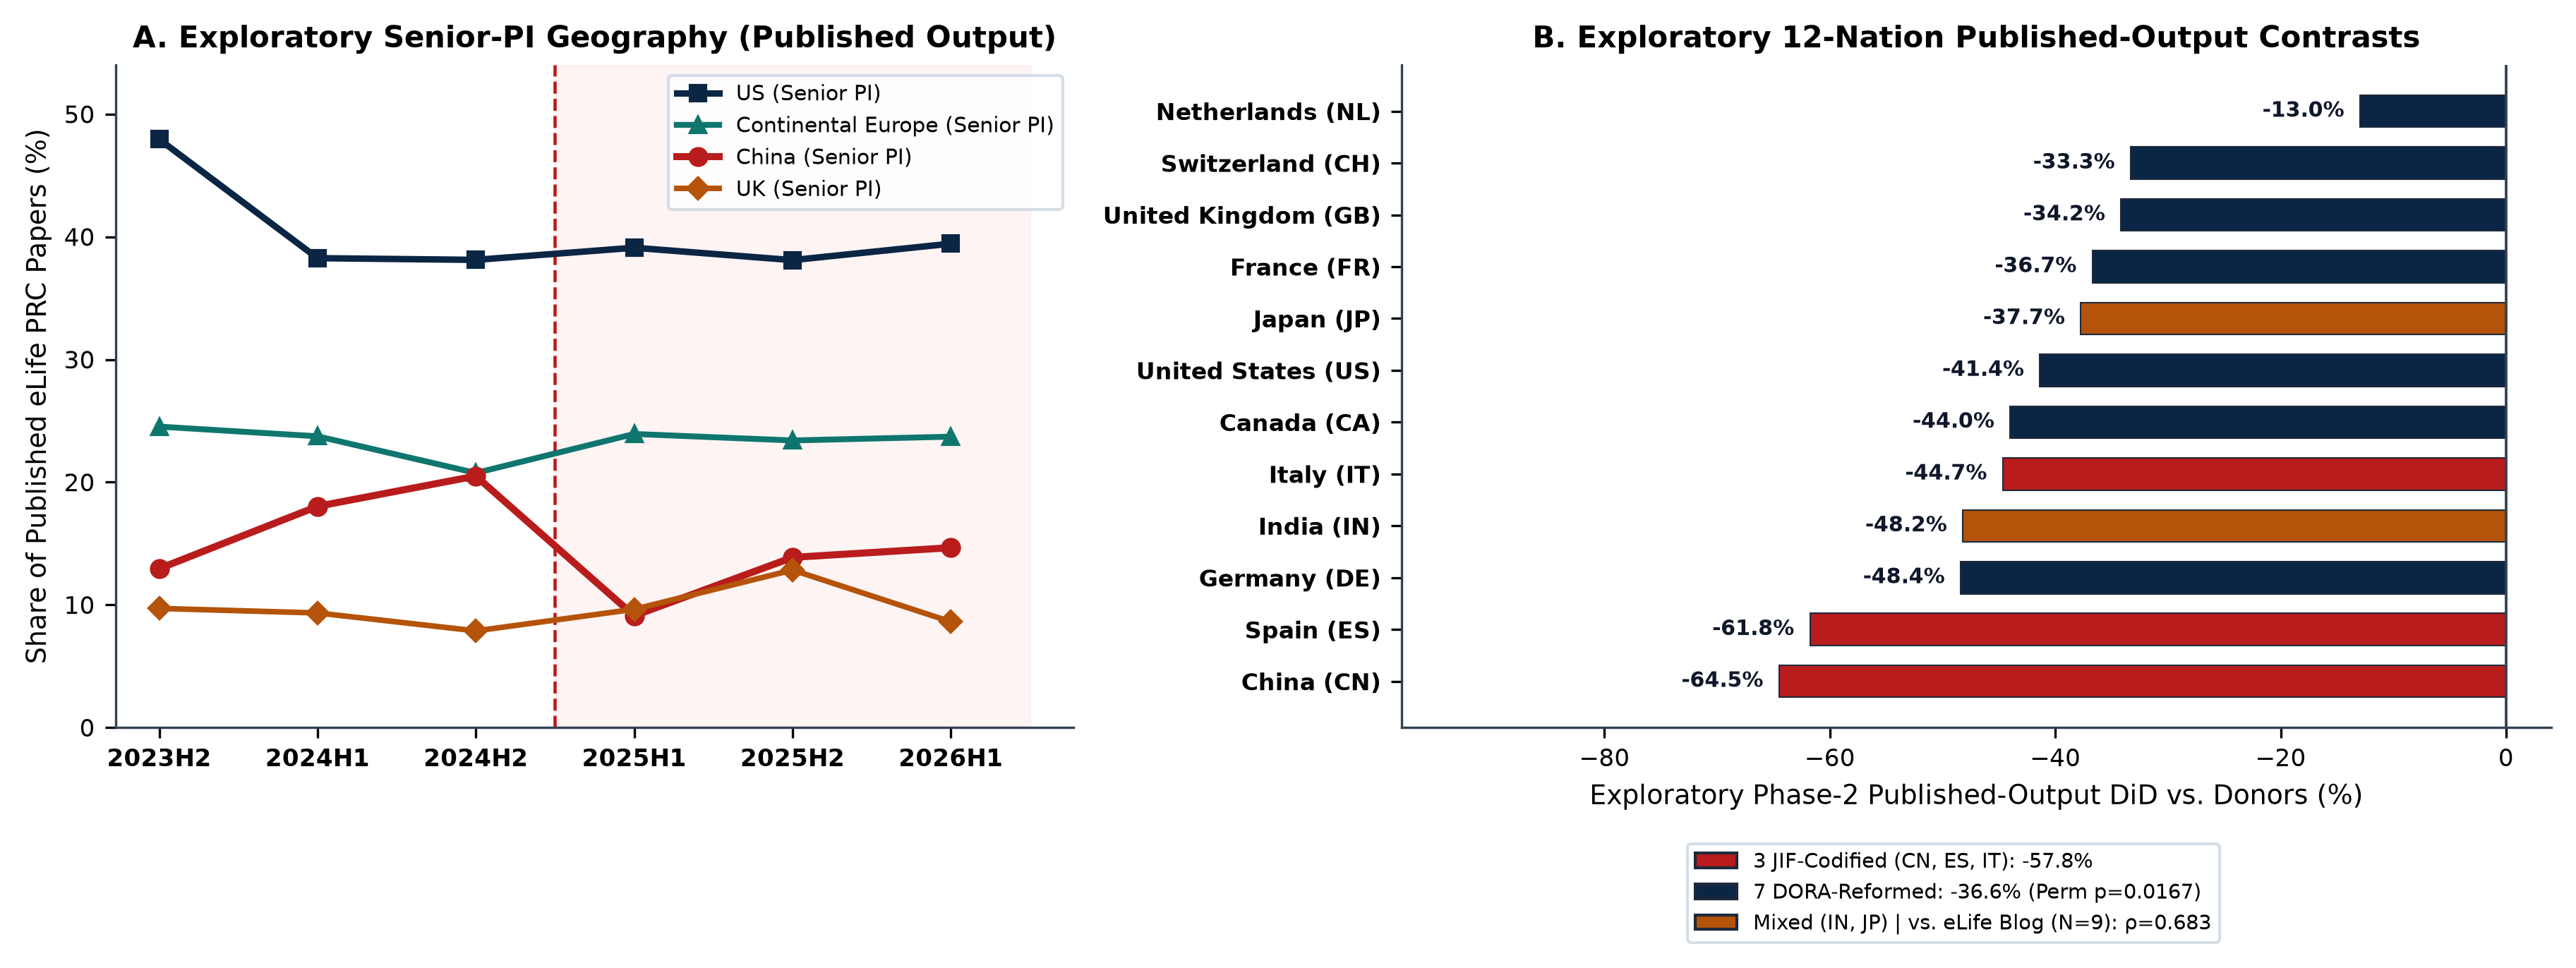 A. Exploratory Senior-PI Geography (Published Output)
Share of Published eLife PRC Papers (%)
50
40
30
20
10
0
2023H2
2024H1
2024H2
2025H1
2025H2
2026H1
US (Senior PI)
Continental Europe (Senior PI)
China (Senior PI)
UK (Senior PI)
B. Exploratory 12-Nation Published-Output Contrasts
Netherlands (NL)
-13.0%
Switzerland (CH)
-33.3%
United Kingdom (GB)
-34.2%
France (FR)
-36.7%
Japan (JP)
-37.7%
United States (US)
-41.4%
Canada (CA)
-44.0%
Italy (IT)
-44.7%
India (IN)
-48.2%
Germany (DE)
-48.4%
Spain (ES)
-61.8%
China (CN)
-64.5%
−80
−60
−40
−20
0
Exploratory Phase-2 Published-Output DiD vs. Donors (%)
3 JIF-Codified (CN, ES, IT): -57.8%
7 DORA-Reformed: -36.6% (Perm p=0.0167)
Mixed (IN, JP) | vs. eLife Blog (N=9): ρ=0.683